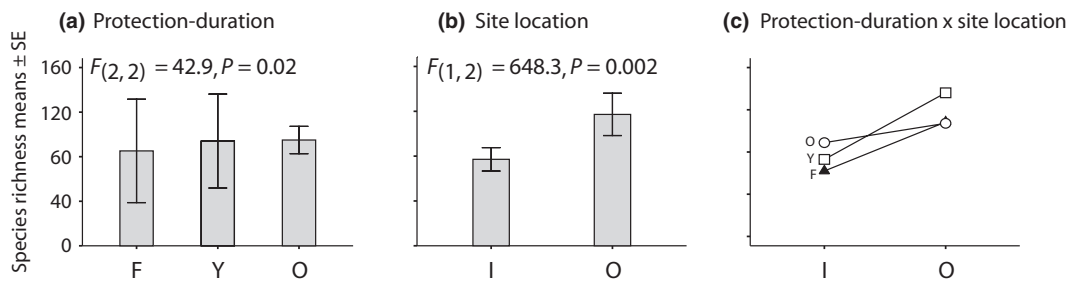 (a) Protection-duration
(b) Site location
(c) Protection-duration x site location
Species richness means ± SE
160
120
60
40
0
F(2, 2) = 42.9, P = 0.02
F Y O
F(1, 2) = 648.3, P = 0.002
I O
O
Y
F
I O